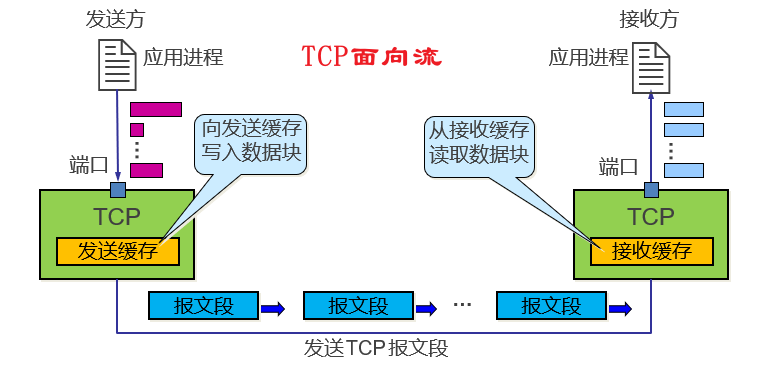 发送方
接收方
应用进程
TCP面向流
应用进程
向发送缓存
写入数据块
从接收缓存
读取数据块
端口
端口
TCP
TCP
发送缓存
接收缓存
报文段
报文段
···
报文段
发送TCP报文段